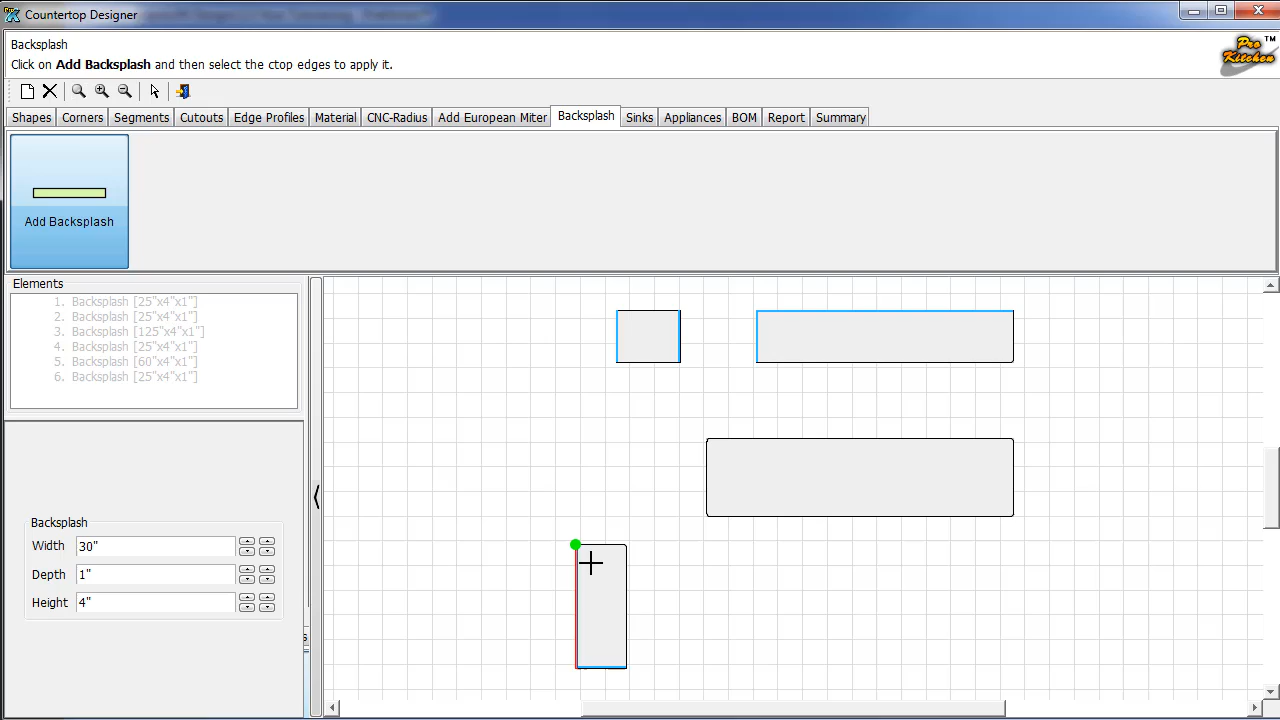 Countertop Designer
Backsplash
Click on Add Backsplash and then select the ctop edges to apply it.
Pro Kitchen ™
Shapes Corners Segments Cutouts Edge Profiles Material CNC-Radius Add European Miter Backsplash Sinks Appliances BOM Report Summary
Add Backsplash
Elements
1. Backsplash [25"x4"x1"]
2. Backsplash [25"x4"x1"]
3. Backsplash [125"x4"x1"]
4. Backsplash [25"x4"x1"]
5. Backsplash [60"x4"x1"]
6. Backsplash [25"x4"x1"]
Backsplash
Width 30"
Depth 1"
Height 4"